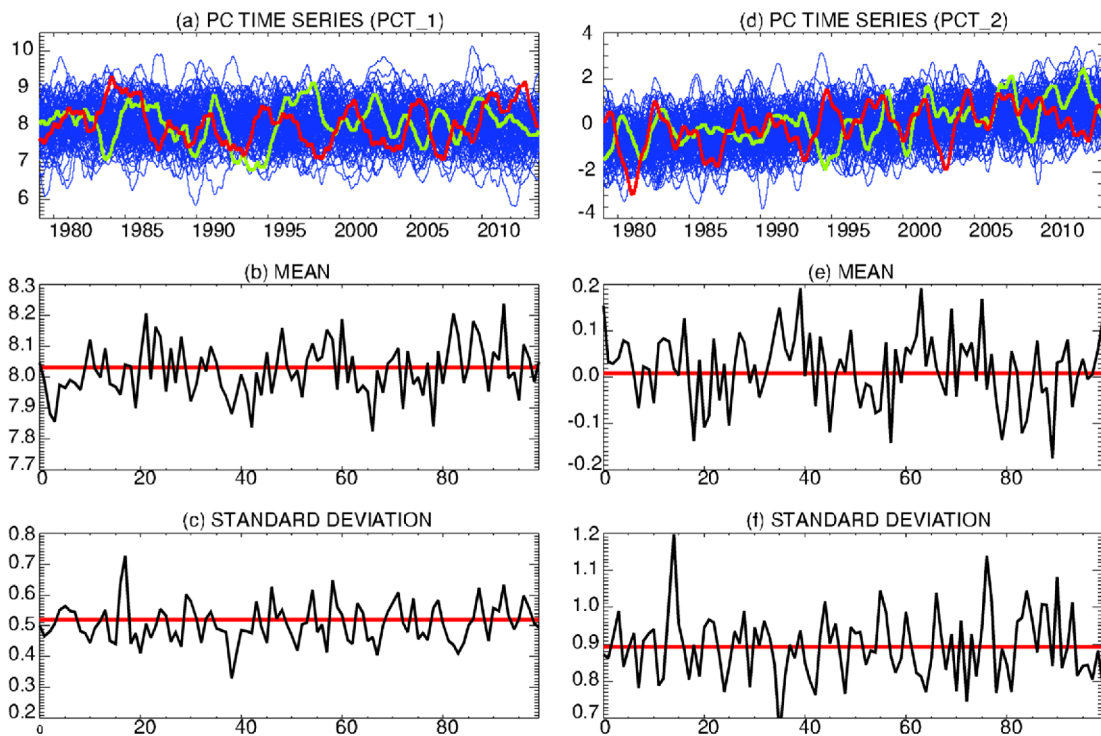 (a) PC TIME SERIES (PCT_1)
10
9
8
7
6
1980 1985 1990 1995 2000 2005 2010
(b) MEAN
8.3
8.2
8.1
8.0
7.9
7.8
7.7
0 20 40 60 80
(c) STANDARD DEVIATION
0.8
0.7
0.6
0.5
0.4
0.3
0.2
0 20 40 60 80
(d) PC TIME SERIES (PCT_2)
4
2
0
-2
-4
1980 1985 1990 1995 2000 2005 2010
(e) MEAN
0.2
0.1
0.0
-0.1
-0.2
0 20 40 60 80
(f) STANDARD DEVIATION
1.2
1.1
1.0
0.9
0.8
0.7
0 20 40 60 80